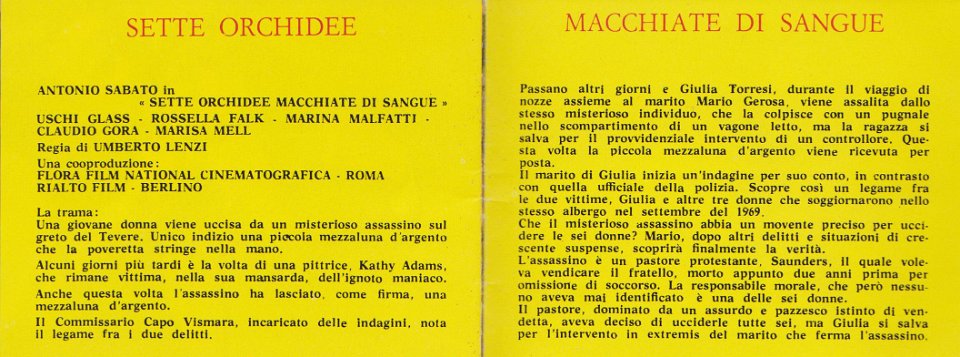 SETTE ORCHIDEE
ANTONIO SABATO in
« SETTE ORCHIDEE MACCHIATE DI SANGUE »
USCHI GLASS - ROSSELLA FALK - MARINA MALFATTI -
CLAUDIO GORA - MARISA MELL
Regia di UMBERTO LENZI
Una cooproduzione:
FLORA FILM NATIONAL CINEMATOGRAFICA - ROMA
RIALTO FILM - BERLINO
La trama:
Una giovane donna viene uccisa da un misterioso assassino sul
greto del Tevere. Unico indizio una piccola mezzaluna d'argento
che la poveretta stringe nella mano.
Alcuni giorni più tardi è la volta di una pittrice, Kathy Adams,
che rimane vittima, nella sua mansarda, dell'ignoto maniaco.
Anche questa volta l'assassino ha lasciato, come firma, una
mezzaluna d'argento.
Il Commissario Capo Vismara, incaricato delle indagini, nota
il legame fra i due delitti.
MACCHIATE DI SANGUE
Passano altri giorni e Giulia Torresi, durante il viaggio di
nozze assieme al marito Mario Gerosa, viene assalita dallo
stesso misterioso individuo, che la colpisce con un pugnale
nello scompartimento di un vagone letto, ma la ragazza si
salva per il provvidenziale intervento di un controllore. Que-
sta volta la piccola mezzaluna d'argento viene ricevuta per
posta.
Il marito di Giulia inizia un'indagine per suo conto, in contrasto
con quella ufficiale della polizia. Scopre così un legame fra
le due vittime, Giulia e altre tre donne che soggiornarono nello
stesso albergo nel settembre del 1969.
Che il misterioso assassino abbia un movente preciso per ucci-
dere le sei donne? Mario, dopo altri delitti e situazioni di cre-
scente suspense, scoprirà finalmente la verità.
L'assassino è un pastore protestante, Saunders, il quale vole-
va vendicare il fratello, morto appunto due anni prima per
omissione di soccorso. La responsabile morale, che però nessu-
no aveva mai identificato è una delle sei donne.
Il pastore, dominato da un assurdo e pazzesco istinto di ven-
detta, aveva deciso di ucciderle tutte sei, ma Giulia si salva
per l'intervento in extremis del marito che ferma l'assassino.